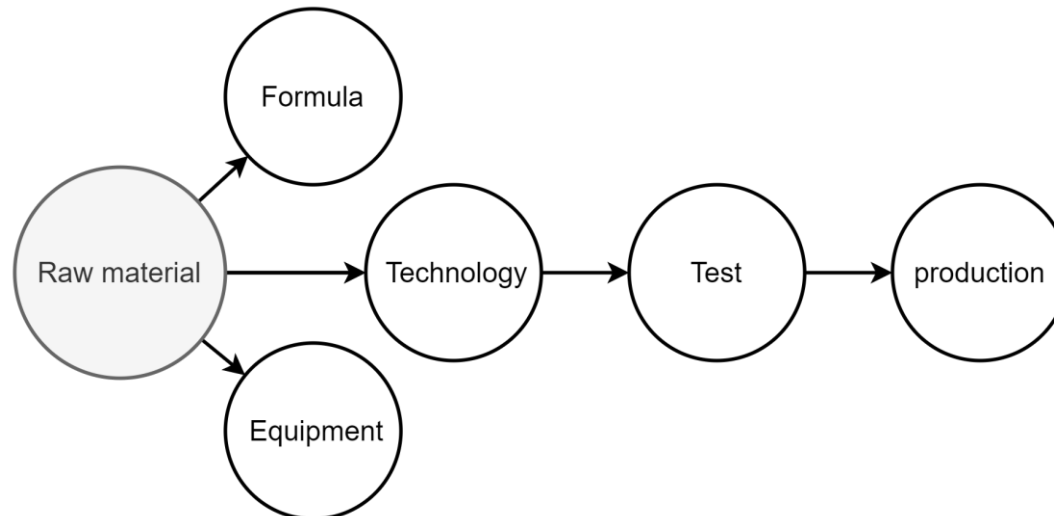 Formula
Raw material
Technology
Test
production
Equipment